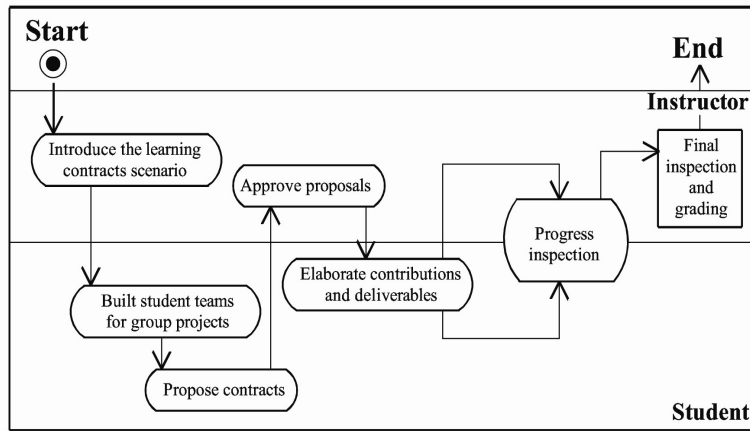 Start
End
Instructor
Introduce the learning
contracts scenario
Final
inspection
and
grading
Approve proposals
Progress
inspection
Elaborate contributions
and deliverables
Built student teams
for group projects
Propose contracts
Student